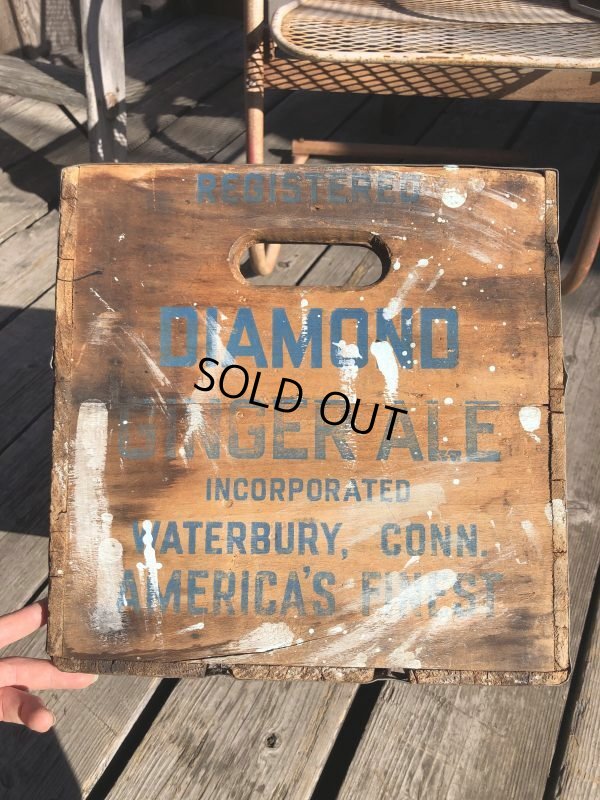 REGISTERED
DIAMOND
SOLD OUT
GINGER ALE
INCORPORATED
WATERBURY, CONN.
AMERICA'S FINEST